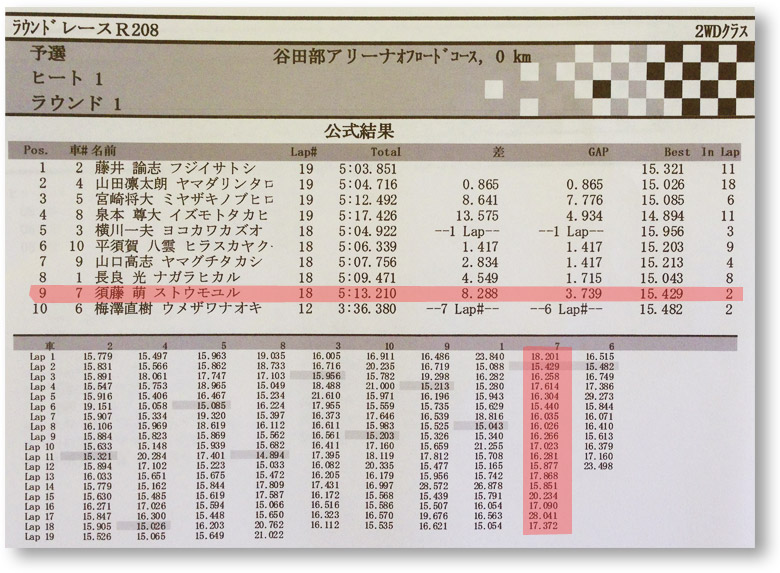 ラウンドレースR208 2WDクラス
予選 谷田部アリーナオフロードコース, 0 km
ヒート 1
ラウンド 1
公式結果
Pos. 車# 名前 Lap# Total 差 GAP Best In Lap
1 2 藤井 諭志 フジイサトシ 19 5:03.851 15.321 11
2 4 山田凛太朗 ヤマダリンタロ 19 5:04.716 0.865 0.865 15.026 18
3 5 宮崎将大 ミヤザキノブヒロ 19 5:12.492 8.641 7.776 15.085 6
4 8 泉本 尊大 イズモトタカヒ 19 5:17.426 13.575 4.934 14.894 11
5 3 横川一夫 ヨコカワカズオ 18 5:04.922 --1 Lap-- --1 Lap-- 15.956 3
6 10 平須賀 八雲 ヒラスカヤク· 18 5:06.339 1.417 1.417 15.203 9
7 9 山口高志 ヤマグチタカシ 18 5:07.756 2.834 1.417 15.213 4
8 1 長良 光 ナガラヒカル 18 5:09.471 4.549 1.715 15.043 8
9 7 須藤 萌 ストウモユル 18 5:13.210 8.288 3.739 15.429 2
10 6 梅澤直樹 ウメザワナオキ 12 3:36.380 --7 Lap#-- --6 Lap#-- 15.482 2
車 2 4 5 8 3 10 9 1 7 6
Lap 1 15.779 15.497 15.963 19.035 16.005 16.911 16.486 23.840 18.201 16.515
Lap 2 15.831 15.566 15.862 18.733 16.716 20.235 16.719 15.088 15.429 15.482
Lap 3 15.891 18.061 17.747 17.103 15.956 15.782 19.298 16.282 16.258 16.749
Lap 4 15.547 15.753 18.965 15.049 18.488 21.000 15.213 15.280 17.614 17.386
Lap 5 15.916 16.406 16.467 15.234 21.610 15.971 16.196 15.943 16.304 29.273
Lap 6 19.151 15.058 15.085 16.224 17.955 15.559 15.735 15.629 15.440 15.844
Lap 7 15.907 15.334 19.320 15.397 16.373 17.646 16.539 18.816 16.035 16.071
Lap 8 16.106 15.969 18.619 16.112 16.611 15.983 15.525 15.043 16.026 16.410
Lap 9 15.884 15.823 15.869 15.562 16.561 15.203 15.326 15.340 16.266 15.613
Lap 10 15.633 15.148 15.939 15.682 16.411 17.160 15.659 21.255 17.023 16.379
Lap 11 15.321 20.284 17.401 14.894 17.395 18.119 17.812 15.708 16.281 17.160
Lap 12 15.894 17.102 15.223 15.033 16.082 20.335 15.477 15.165 15.877 23.498
Lap 13 16.033 15.651 15.675 15.472 16.205 16.179 15.956 15.742 17.868
Lap 14 15.779 15.162 15.844 17.809 17.431 16.997 28.572 26.878 15.851
Lap 15 15.630 15.485 15.619 17.587 16.172 15.568 15.439 15.791 20.234
Lap 16 16.271 17.026 15.594 15.066 16.516 15.586 15.507 16.054 17.090
Lap 17 15.847 16.300 15.448 15.650 16.323 16.570 19.676 16.563 28.041
Lap 18 15.905 15.026 16.203 20.762 16.112 15.535 16.621 15.054 17.372
Lap 19 15.526 15.065 15.649 21.022